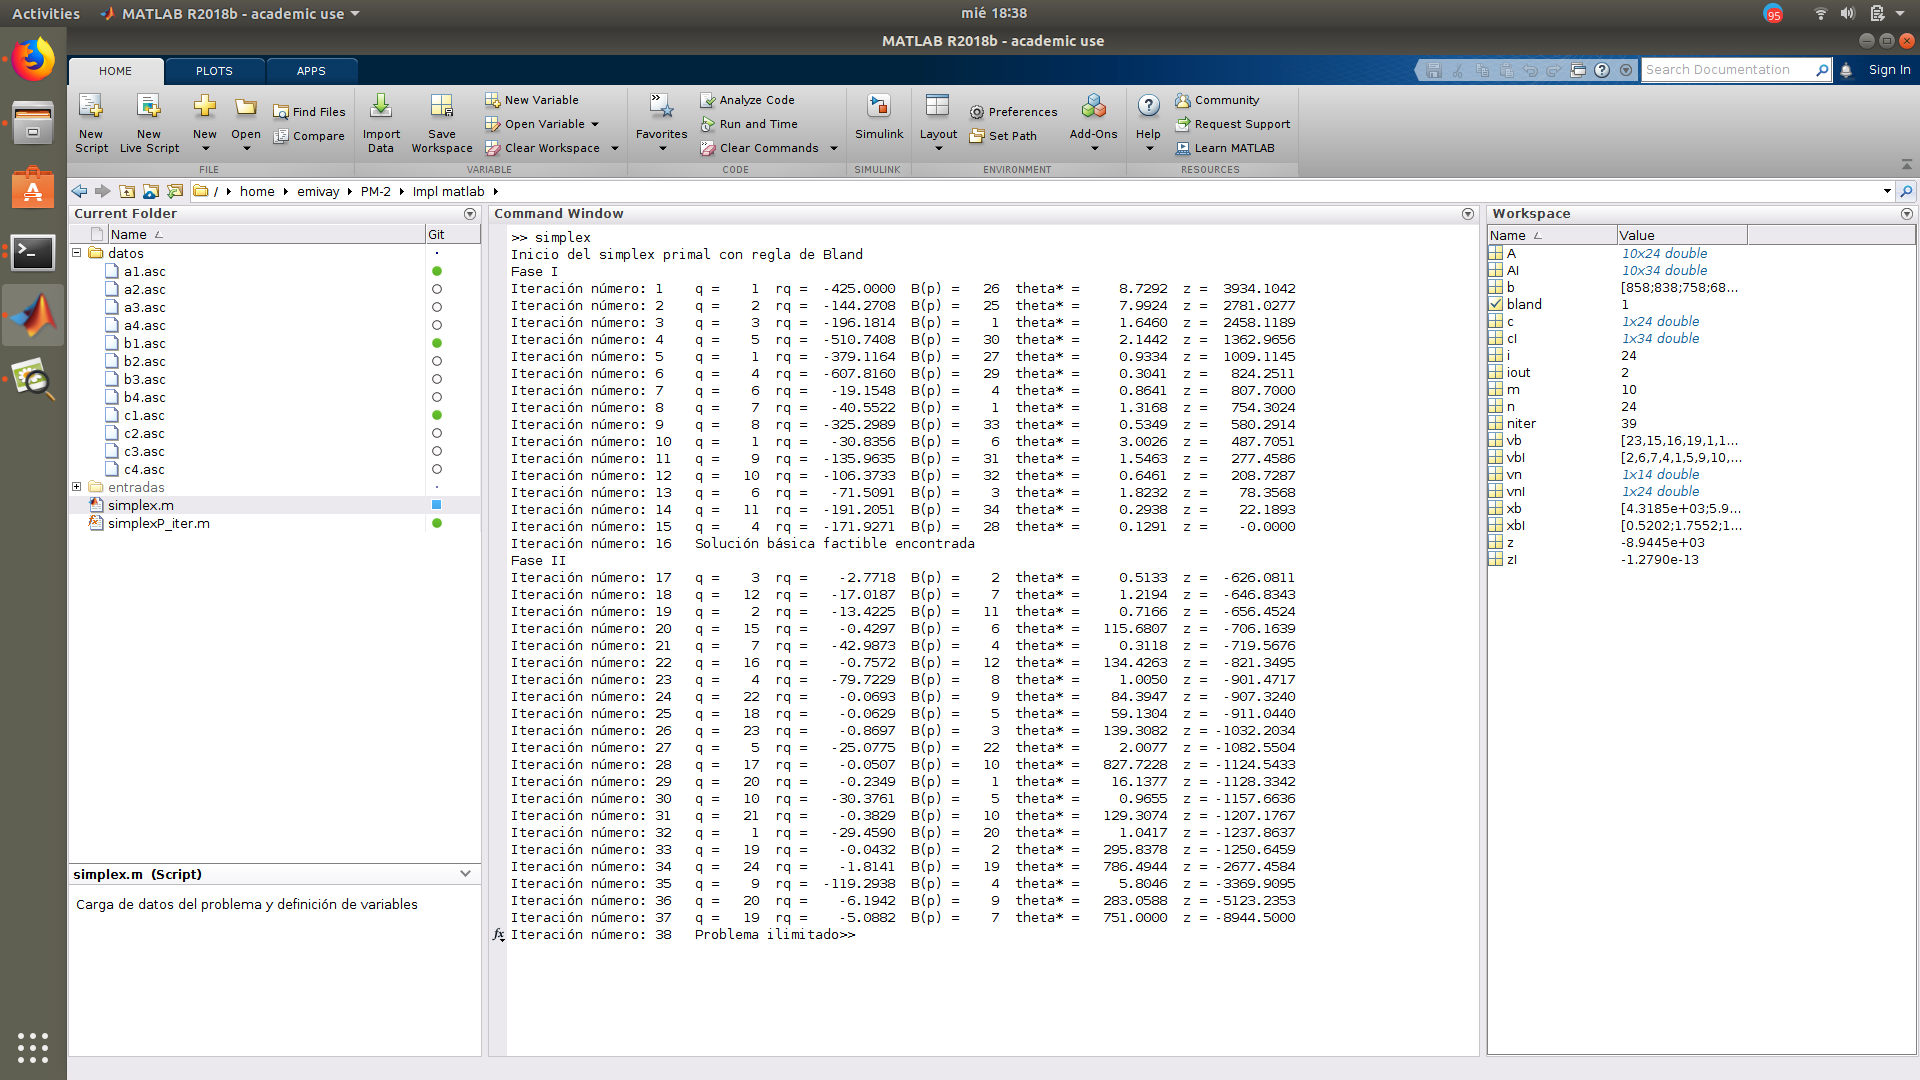 Activities MATLAB R2018b - academic use mié 18:38 95
MATLAB R2018b - academic use
HOME PLOTS APPS Search Documentation Sign In
New Script New Live Script New Open Find Files Compare Import Data Save Workspace New Variable Open Variable Clear Workspace Favorites Analyze Code Run and Time Clear Commands Simulink Layout Preferences Set Path Add-Ons Help Community Request Support Learn MATLAB
FILE VARIABLE CODE SIMULINK ENVIRONMENT RESOURCES
/ home emivay PM-2 Impl matlab
Current Folder
Name Git
datos
a1.asc
a2.asc
a3.asc
a4.asc
b1.asc
b2.asc
b3.asc
b4.asc
c1.asc
c2.asc
c3.asc
c4.asc
entradas
simplex.m
simplexP_iter.m
simplex.m (Script)
Carga de datos del problema y definición de variables
Command Window
>> simplex
Inicio del simplex primal con regla de Bland
Fase I
Iteración número: 1 q = 1 rq = -425.0000 B(p) = 26 theta* = 8.7292 z = 3934.1042
Iteración número: 2 q = 2 rq = -144.2708 B(p) = 25 theta* = 7.9924 z = 2781.0277
Iteración número: 3 q = 3 rq = -196.1814 B(p) = 1 theta* = 1.6460 z = 2458.1189
Iteración número: 4 q = 5 rq = -510.7408 B(p) = 30 theta* = 2.1442 z = 1362.9656
Iteración número: 5 q = 1 rq = -379.1164 B(p) = 27 theta* = 0.9334 z = 1009.1145
Iteración número: 6 q = 4 rq = -607.8160 B(p) = 29 theta* = 0.3041 z = 824.2511
Iteración número: 7 q = 6 rq = -19.1548 B(p) = 4 theta* = 0.8641 z = 807.7000
Iteración número: 8 q = 7 rq = -40.5522 B(p) = 1 theta* = 1.3168 z = 754.3024
Iteración número: 9 q = 8 rq = -325.2989 B(p) = 33 theta* = 0.5349 z = 580.2914
Iteración número: 10 q = 1 rq = -30.8356 B(p) = 6 theta* = 3.0026 z = 487.7051
Iteración número: 11 q = 9 rq = -135.9635 B(p) = 31 theta* = 1.5463 z = 277.4586
Iteración número: 12 q = 10 rq = -106.3733 B(p) = 32 theta* = 0.6461 z = 208.7287
Iteración número: 13 q = 6 rq = -71.5091 B(p) = 3 theta* = 1.8232 z = 78.3568
Iteración número: 14 q = 11 rq = -191.2051 B(p) = 34 theta* = 0.2938 z = 22.1893
Iteración número: 15 q = 4 rq = -171.9271 B(p) = 28 theta* = 0.1291 z = -0.0000
Iteración número: 16 Solución básica factible encontrada
Fase II
Iteración número: 17 q = 3 rq = -2.7718 B(p) = 2 theta* = 0.5133 z = -626.0811
Iteración número: 18 q = 12 rq = -17.0187 B(p) = 7 theta* = 1.2194 z = -646.8343
Iteración número: 19 q = 2 rq = -13.4225 B(p) = 11 theta* = 0.7166 z = -656.4524
Iteración número: 20 q = 15 rq = -0.4297 B(p) = 6 theta* = 115.6807 z = -706.1639
Iteración número: 21 q = 7 rq = -42.9873 B(p) = 4 theta* = 0.3118 z = -719.5676
Iteración número: 22 q = 16 rq = -0.7572 B(p) = 12 theta* = 134.4263 z = -821.3495
Iteración número: 23 q = 4 rq = -79.7229 B(p) = 8 theta* = 1.0050 z = -901.4717
Iteración número: 24 q = 22 rq = -0.0693 B(p) = 9 theta* = 84.3947 z = -907.3240
Iteración número: 25 q = 18 rq = -0.0629 B(p) = 5 theta* = 59.1304 z = -911.0440
Iteración número: 26 q = 23 rq = -0.8697 B(p) = 3 theta* = 139.3082 z = -1032.2034
Iteración número: 27 q = 5 rq = -25.0775 B(p) = 22 theta* = 2.0077 z = -1082.5504
Iteración número: 28 q = 17 rq = -0.0507 B(p) = 10 theta* = 827.7228 z = -1124.5433
Iteración número: 29 q = 20 rq = -0.2349 B(p) = 1 theta* = 16.1377 z = -1128.3342
Iteración número: 30 q = 10 rq = -30.3761 B(p) = 5 theta* = 0.9655 z = -1157.6636
Iteración número: 31 q = 21 rq = -0.3829 B(p) = 10 theta* = 129.3074 z = -1207.1767
Iteración número: 32 q = 1 rq = -29.4590 B(p) = 20 theta* = 1.0417 z = -1237.8637
Iteración número: 33 q = 19 rq = -0.0432 B(p) = 2 theta* = 295.8378 z = -1250.6459
Iteración número: 34 q = 24 rq = -1.8141 B(p) = 19 theta* = 786.4944 z = -2677.4584
Iteración número: 35 q = 9 rq = -119.2938 B(p) = 4 theta* = 5.8046 z = -3369.9095
Iteración número: 36 q = 20 rq = -6.1942 B(p) = 9 theta* = 283.0588 z = -5123.2353
Iteración número: 37 q = 19 rq = -5.0882 B(p) = 7 theta* = 751.0000 z = -8944.5000
fx Iteración número: 38 Problema ilimitado>>
Workspace
Name Value
A 10x24 double
AI 10x34 double
b [858;838;758;68...
bland 1
c 1x24 double
cI 1x34 double
i 24
iout 2
m 10
n 24
niter 39
vb [23,15,16,19,1,1...
vbI [2,6,7,4,1,5,9,10,...
vn 1x14 double
vnI 1x24 double
xb [4.3185e+03;5.9...
xbI [0.5202;1.7552;1...
z -8.9445e+03
zI -1.2790e-13